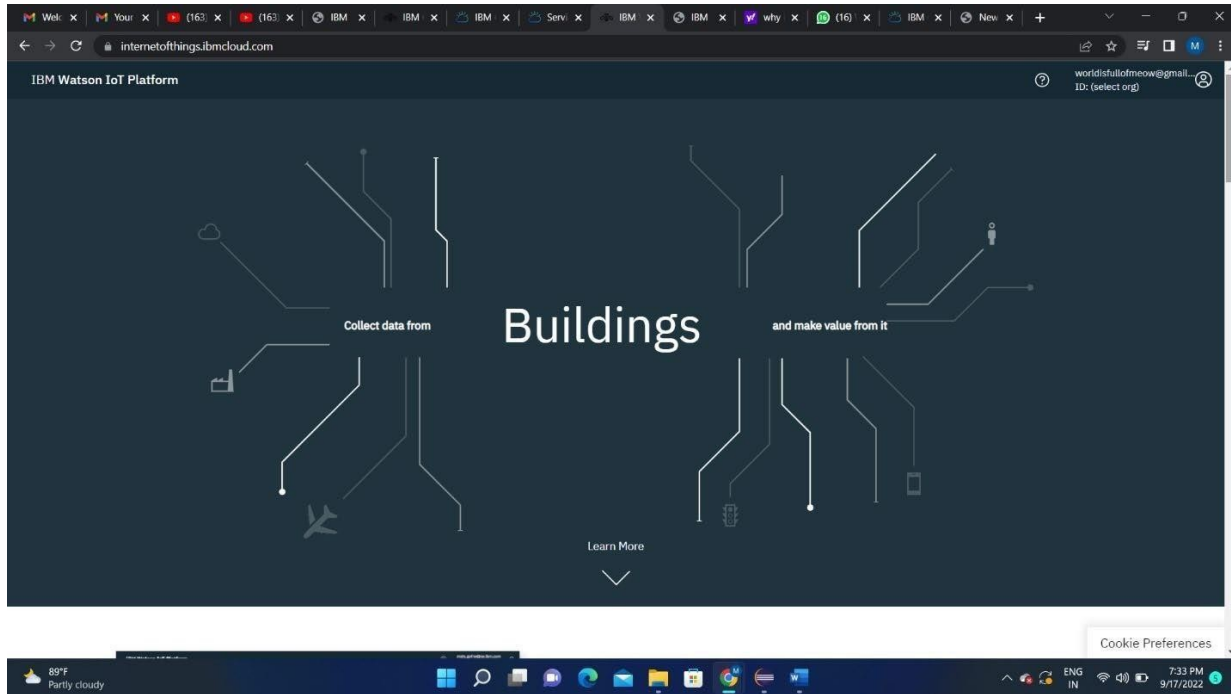 Welc
Your
(163)
(163)
IBM
IBM
IBM
Servi
IBM
IBM
why
(16)
IBM
New
internetofthings.ibmcloud.com
M
IBM Watson IoT Platform
worldisfullofmeow@gmail...
ID: (select org)
Collect data from
Buildings
and make value from it
Learn More
Cookie Preferences
89°F
Partly cloudy
ENG
IN
7:33 PM
9/17/2022
5